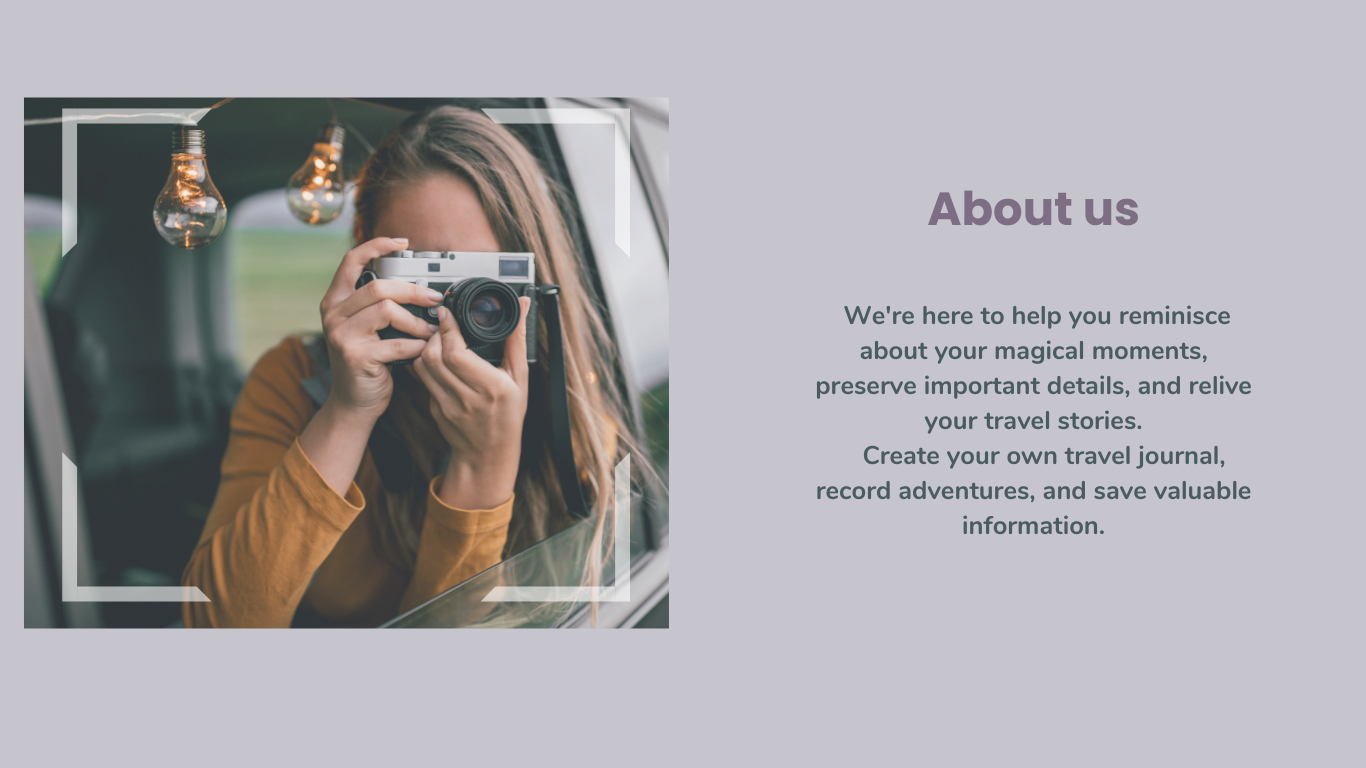 About us
We're here to help you reminisce
about your magical moments,
preserve important details, and relive
your travel stories.
Create your own travel journal,
record adventures, and save valuable
information.